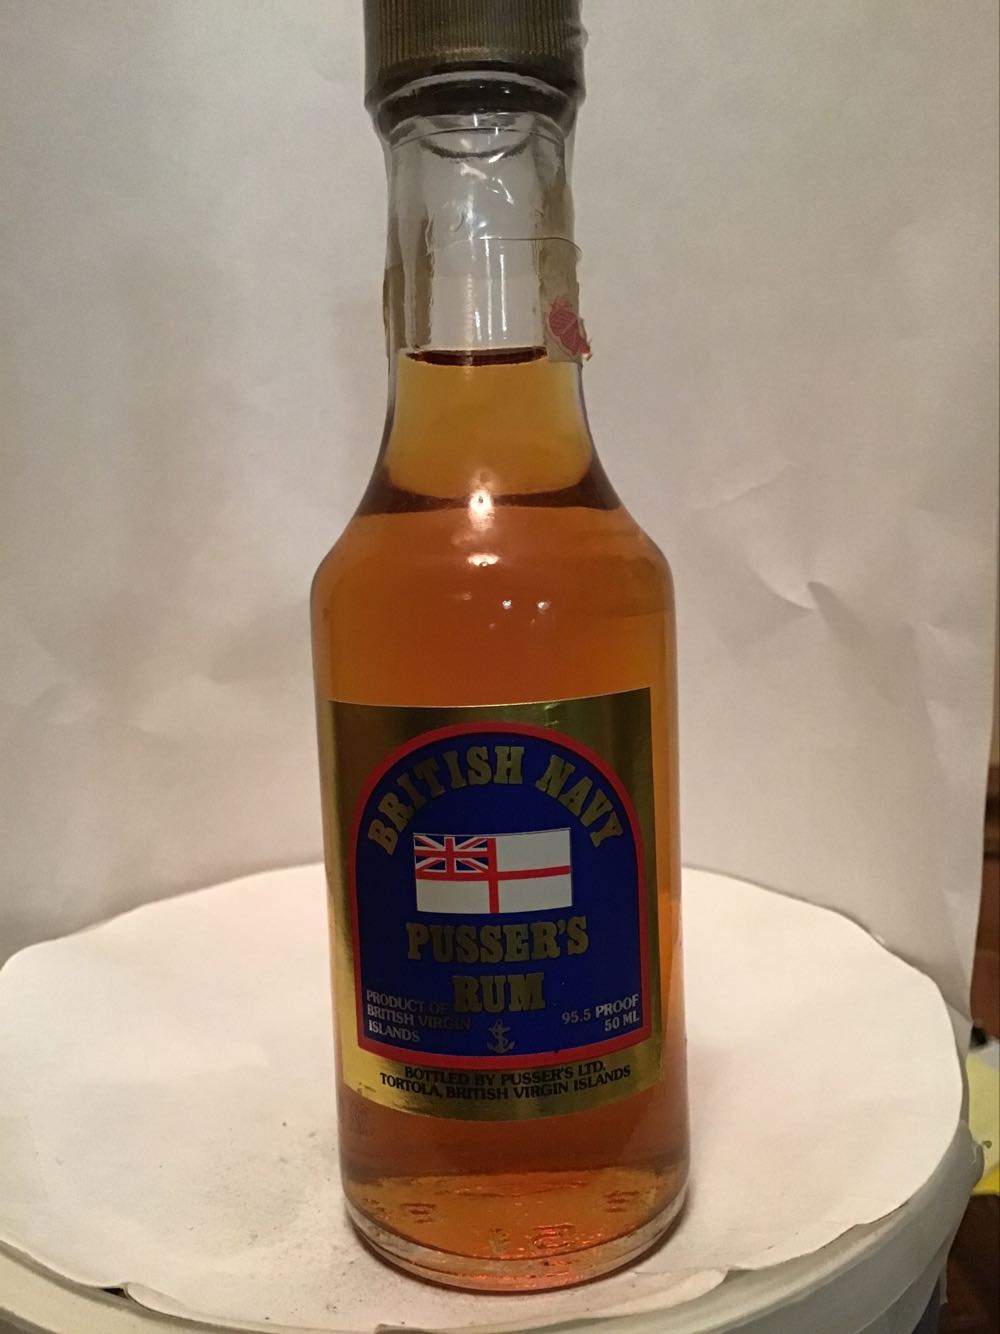 BRITISH NAVY
PUSSER'S
RUM
PRODUCT OF
BRITISH VIRGIN
ISLANDS
95.5 PROOF
50 ML
BOTTLED BY PUSSER'S LTD.
TORTOLA, BRITISH VIRGIN ISLANDS